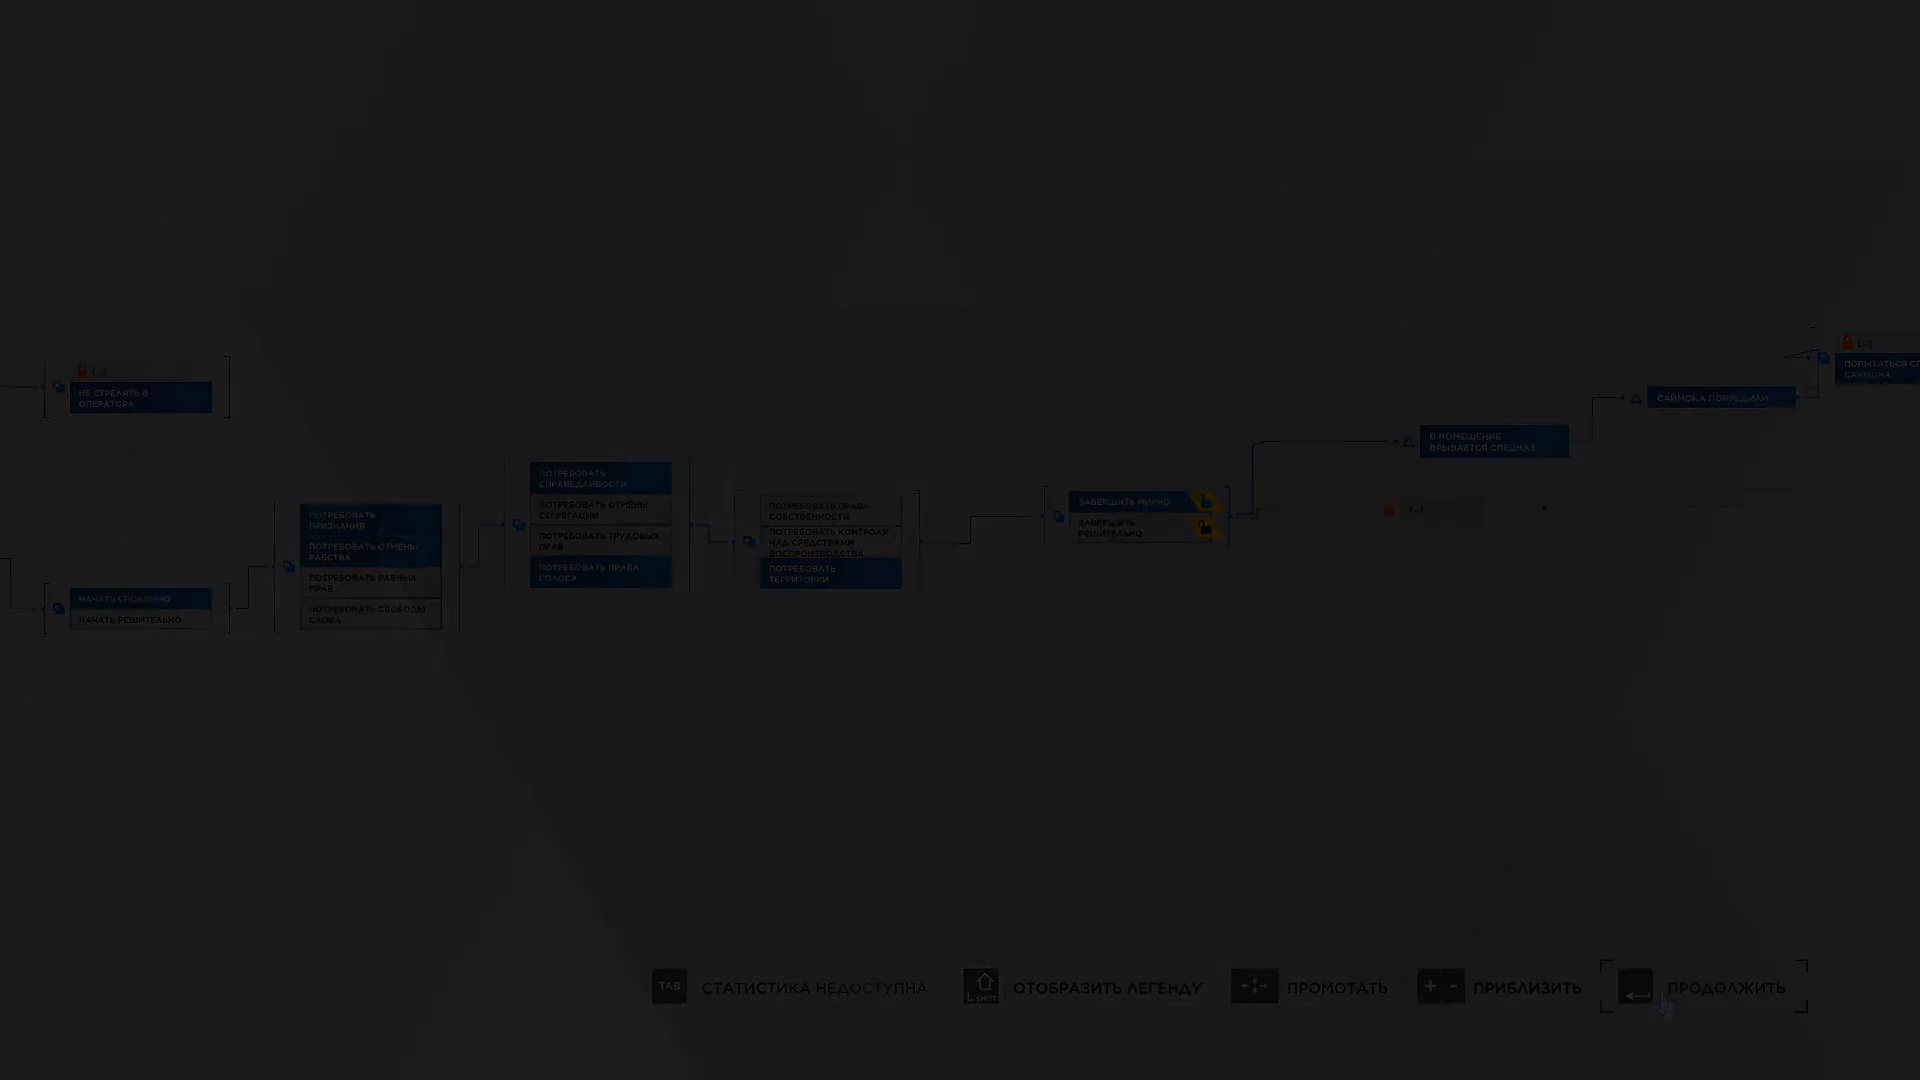 [...]
НЕ СТРЕЛЯТЬ В
ОПЕРАТОРА
НАЧАТЬ СПОКОЙНО
НАЧАТЬ РЕШИТЕЛЬНО
ПОТРЕБОВАТЬ
ПРИЗНАНИЯ
ПОТРЕБОВАТЬ ОТМЕНЫ
РАБСТВА
ПОТРЕБОВАТЬ РАВНЫХ
ПРАВ
ПОТРЕБОВАТЬ СВОБОДЫ
СЛОВА
ПОТРЕБОВАТЬ
СПРАВЕДЛИВОСТИ
ПОТРЕБОВАТЬ ОТМЕНЫ
СЕГРЕГАЦИИ
ПОТРЕБОВАТЬ ТРУДОВЫХ
ПРАВ
ПОТРЕБОВАТЬ ПРАВА
ГОЛОСА
ПОТРЕБОВАТЬ ПРАВА
СОБСТВЕННОСТИ
ПОТРЕБОВАТЬ КОНТРОЛЯ
НАД СРЕДСТВАМИ
ВОСПРОИЗВОДСТВА
ПОТРЕБОВАТЬ
ТЕРРИТОРИИ
ЗАВЕРШИТЬ МИРНО
ЗАВЕРШИТЬ
РЕШИТЕЛЬНО
В ПОМЕЩЕНИЕ
ВРЫВАЕТСЯ СПЕЦНАЗ
[...]
САЙМОНА ПОВРЕДИЛИ
[...]
ПОПЫТАТЬСЯ СП
САЙМОНА
TAB СТАТИСТИКА НЕДОСТУПНА
L SHIFT ОТОБРАЗИТЬ ЛЕГЕНДУ
ПРОМОТАТЬ
+ - ПРИБЛИЗИТЬ
ПРОДОЛЖИТЬ